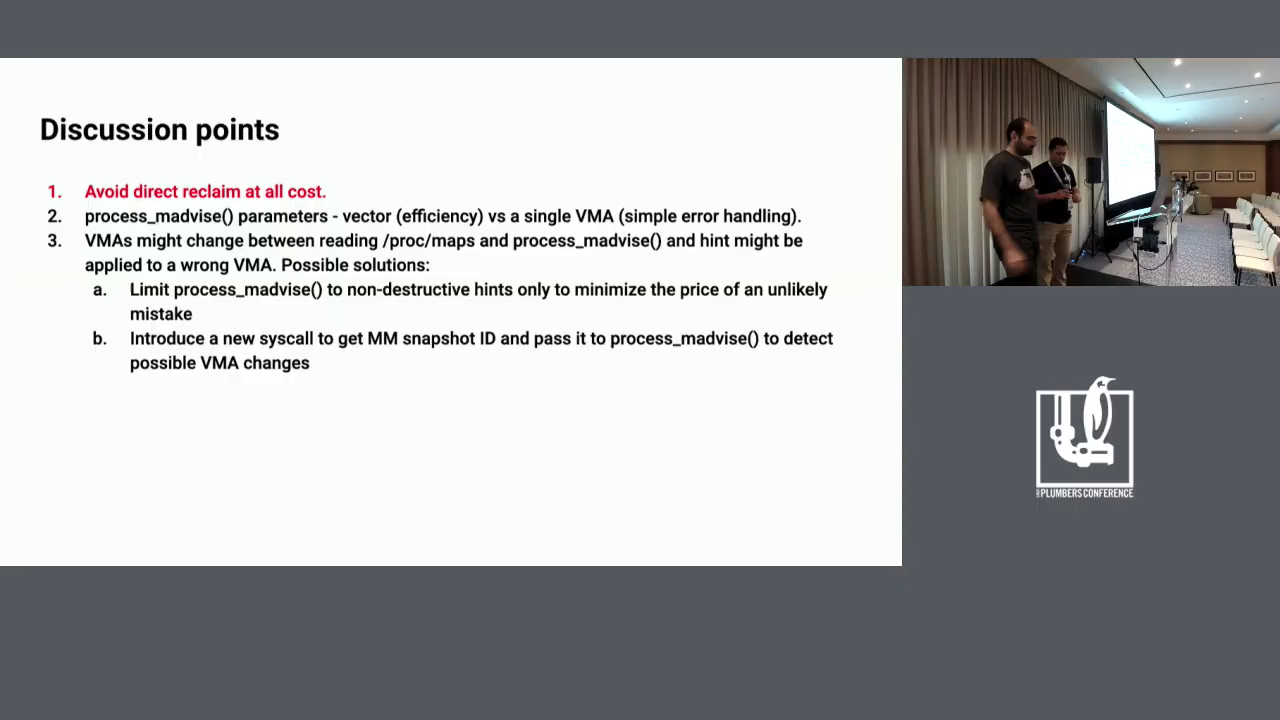 Discussion points
1. Avoid direct reclaim at all cost.
2. process_madvise() parameters - vector (efficiency) vs a single VMA (simple error handling).
3. VMAs might change between reading /proc/maps and process_madvise() and hint might be
applied to a wrong VMA. Possible solutions:
a. Limit process_madvise() to non-destructive hints only to minimize the price of an unlikely
mistake
b. Introduce a new syscall to get MM snapshot ID and pass it to process_madvise() to detect
possible VMA changes
PLUMBERS CONFERENCE